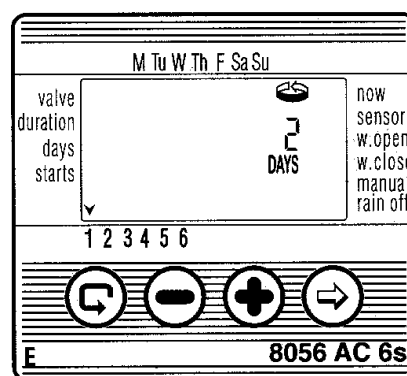 M Tu W Th F Sa Su
valve
duration
days
starts
2
DAYS
now
sensor
w.open
w.close
manua
rain off
1 2 3 4 5 6
E
8056 AC 6s